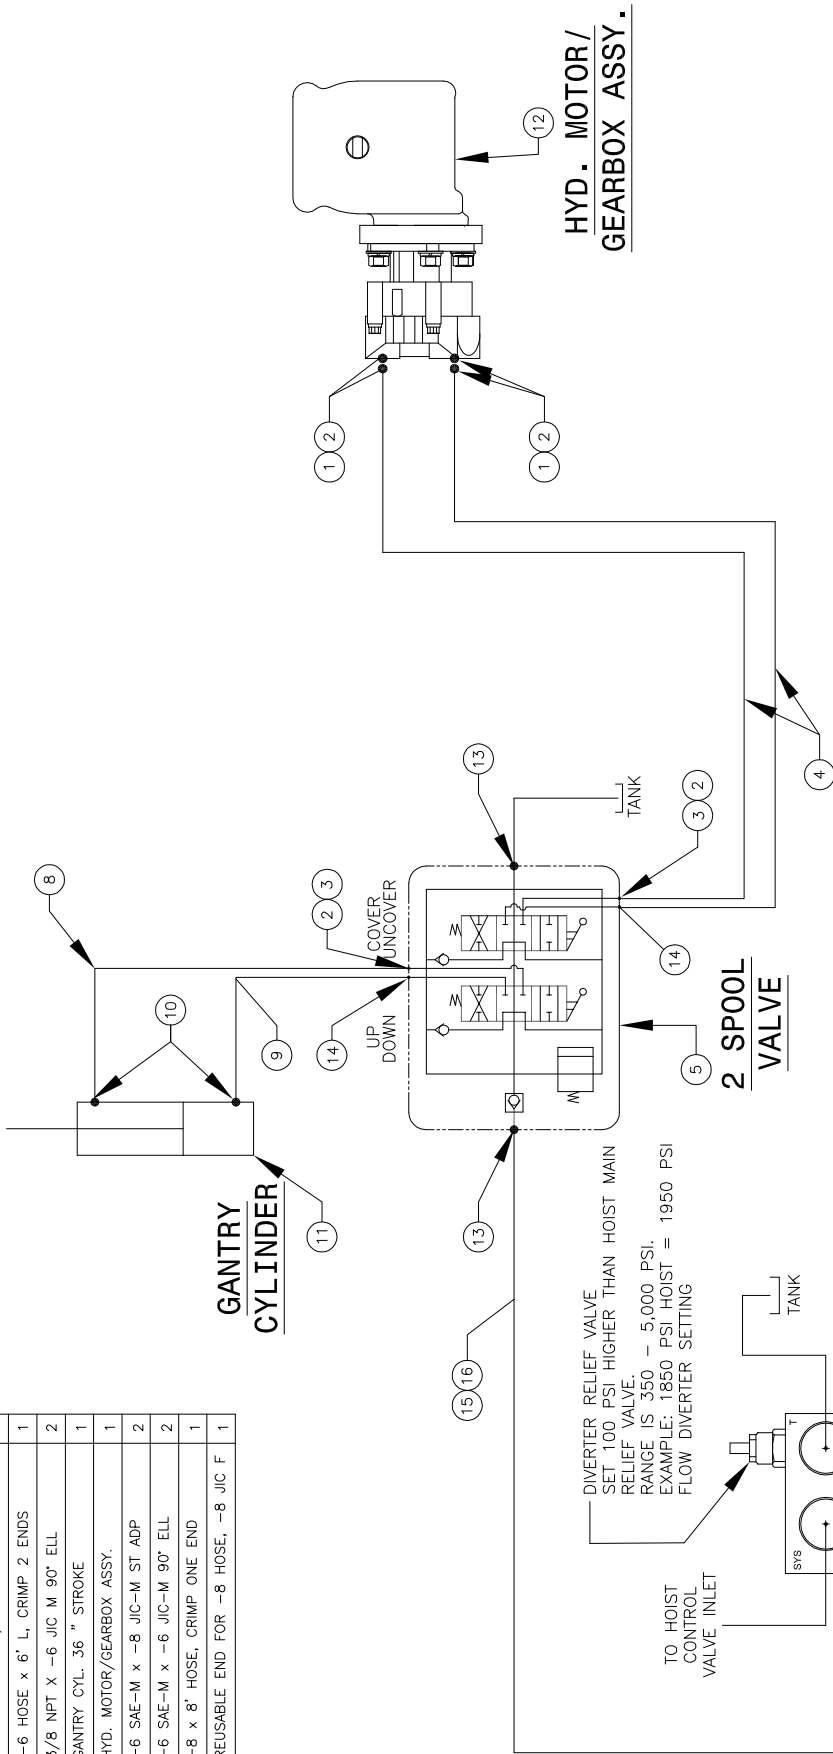 -6 HOSE x 6' L, CRIMP 2 ENDS 1
3/8 NPT X -6 JIC M 90° ELL 2
GANTRY CYL. 36 " STROKE 1
HYD. MOTOR/GEARBOX ASSY. 1
-6 SAE-M x -8 JIC-M ST ADP 2
-6 SAE-M x -6 JIC-M 90° ELL 2
-8 x 8' HOSE, CRIMP ONE END 1
REUSABLE END FOR -8 HOSE, -8 JIC F 1
GANTRY
CYLINDER
11
10
8
9
14
2 3
UP
DOWN
COVER
UNCOVER
13
13
TANK
3 2
14
5
2 SPOOL
VALVE
4
1 2
1 2
12
HYD. MOTOR/
GEARBOX ASSY.
15 16
DIVERTER RELIEF VALVE
SET 100 PSI HIGHER THAN HOIST MAIN
RELIEF VALVE.
RANGE IS 350 - 5,000 PSI.
EXAMPLE: 1850 PSI HOIST = 1950 PSI
FLOW DIVERTER SETTING
TO HOIST
CONTROL
VALVE INLET
SYS
T
TANK